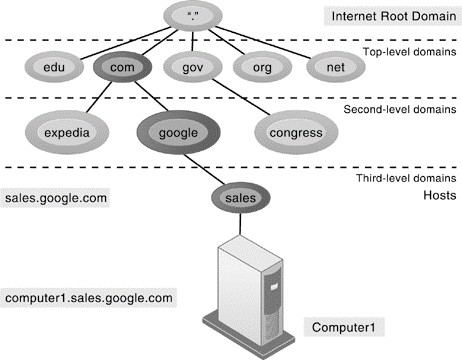 "."
Internet Root Domain
Top-level domains
edu
com
gov
org
net
Second-level domains
expedia
google
congress
Third-level domains
Hosts
sales.google.com
sales
computer1.sales.google.com
Computer1